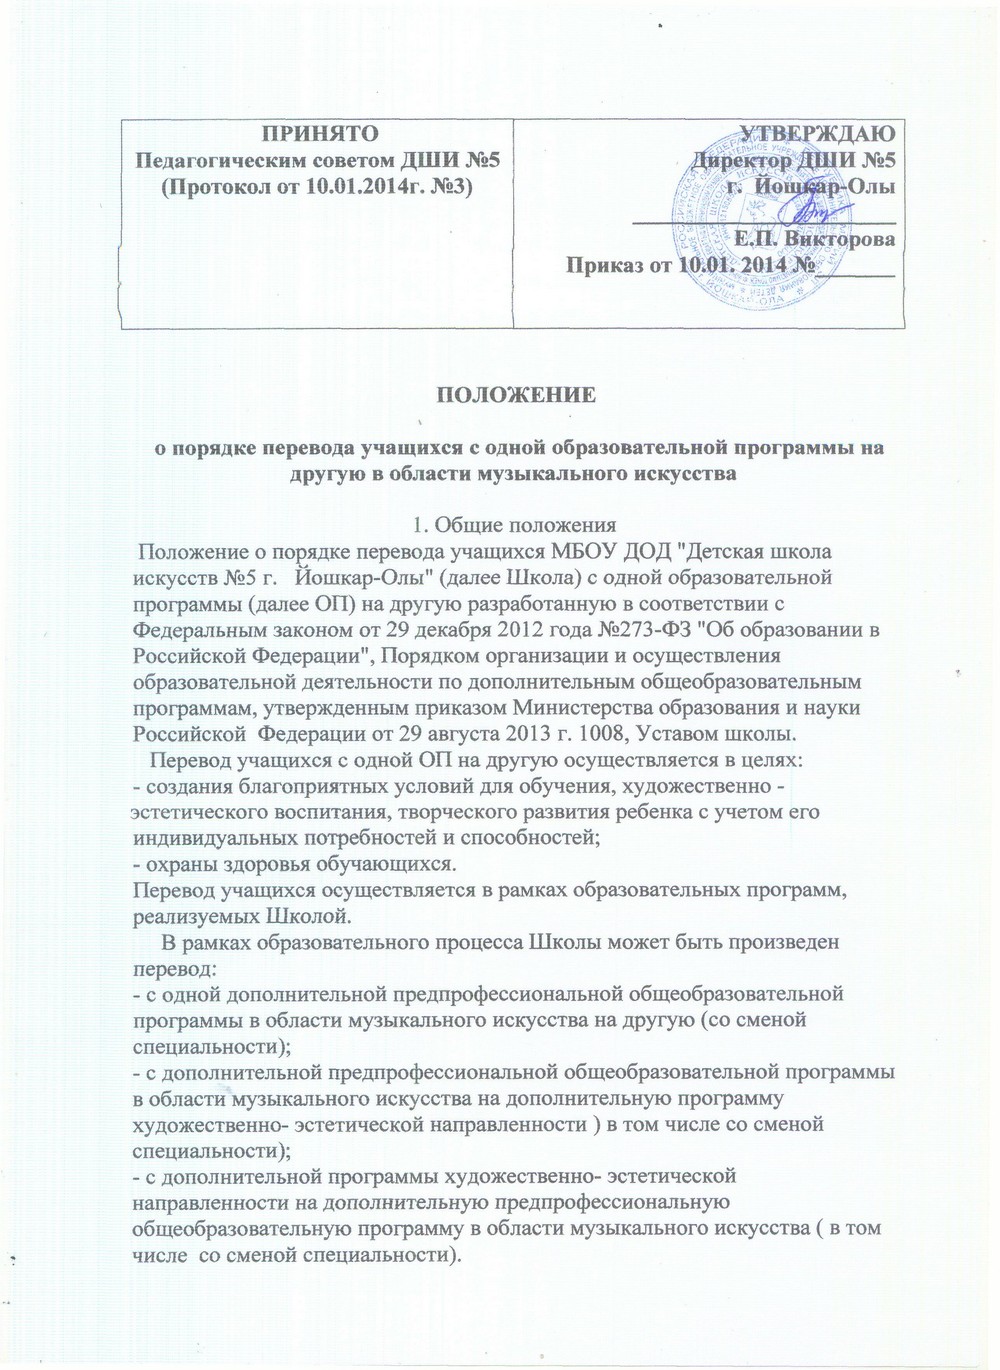 ПРИНЯТО
Педагогическим советом ДШИ №5
(Протокол от 10.01.2014г. №3)
УТВЕРЖДАЮ
Директор ДШИ №5
г. Йошкар-Олы
Е.П. Викторова
Приказ от 10.01. 2014 №_______
ПОЛОЖЕНИЕ
о порядке перевода учащихся с одной образовательной программы на
другую в области музыкального искусства
1. Общие положения
Положение о порядке перевода учащихся МБОУ ДОД "Детская школа
искусств №5 г. Йошкар-Олы" (далее Школа) с одной образовательной
программы (далее ОП) на другую разработанную в соответствии с
Федеральным законом от 29 декабря 2012 года №273-ФЗ "Об образовании в
Российской Федерации", Порядком организации и осуществления
образовательной деятельности по дополнительным общеобразовательным
программам, утвержденным приказом Министерства образования и науки
Российской Федерации от 29 августа 2013 г. 1008, Уставом школы.
Перевод учащихся с одной ОП на другую осуществляется в целях:
- создания благоприятных условий для обучения, художественно -
эстетического воспитания, творческого развития ребенка с учетом его
индивидуальных потребностей и способностей;
- охраны здоровья обучающихся.
Перевод учащихся осуществляется в рамках образовательных программ,
реализуемых Школой.
В рамках образовательного процесса Школы может быть произведен
перевод:
- с одной дополнительной предпрофессиональной общеобразовательной
программы в области музыкального искусства на другую (со сменой
специальности);
- с дополнительной предпрофессиональной общеобразовательной программы
в области музыкального искусства на дополнительную программу
художественно- эстетической направленности ) в том числе со сменой
специальности);
- с дополнительной программы художественно- эстетической
направленности на дополнительную предпрофессиональную
общеобразовательную программу в области музыкального искусства ( в том
числе со сменой специальности).